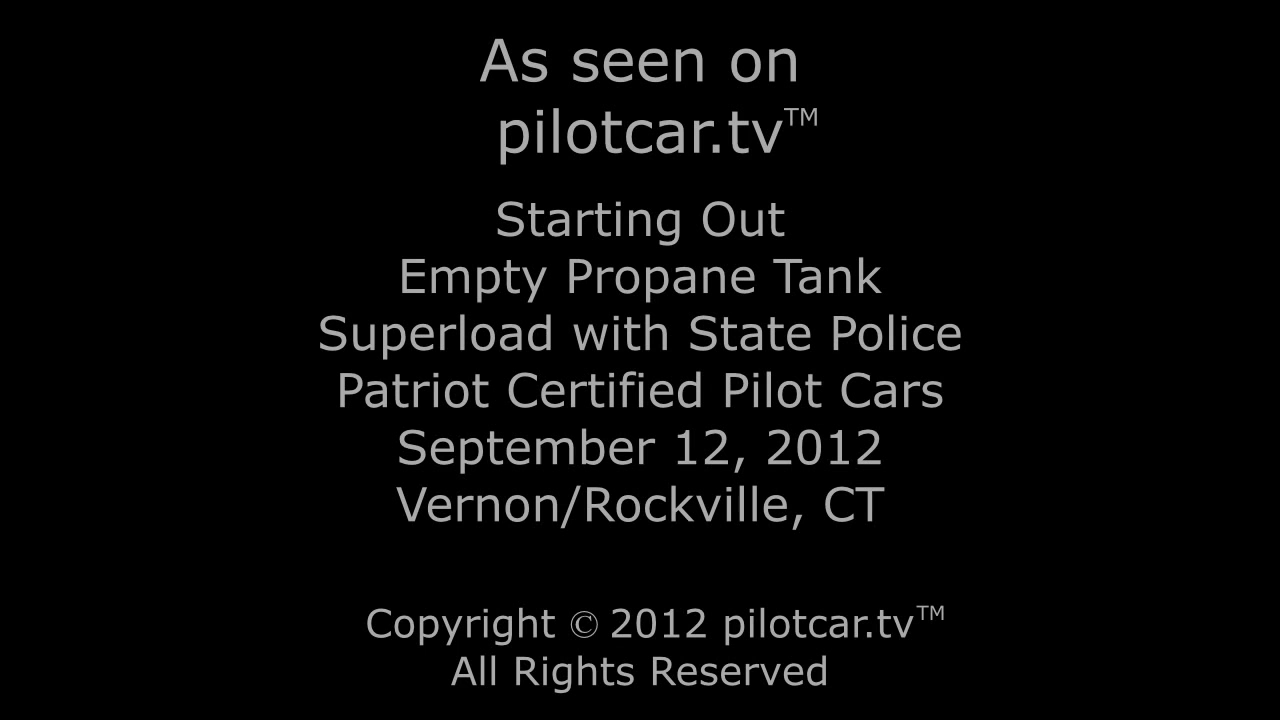 As seen on
pilotcar.tv™
Starting Out
Empty Propane Tank
Superload with State Police
Patriot Certified Pilot Cars
September 12, 2012
Vernon/Rockville, CT
Copyright © 2012 pilotcar.tv™
All Rights Reserved